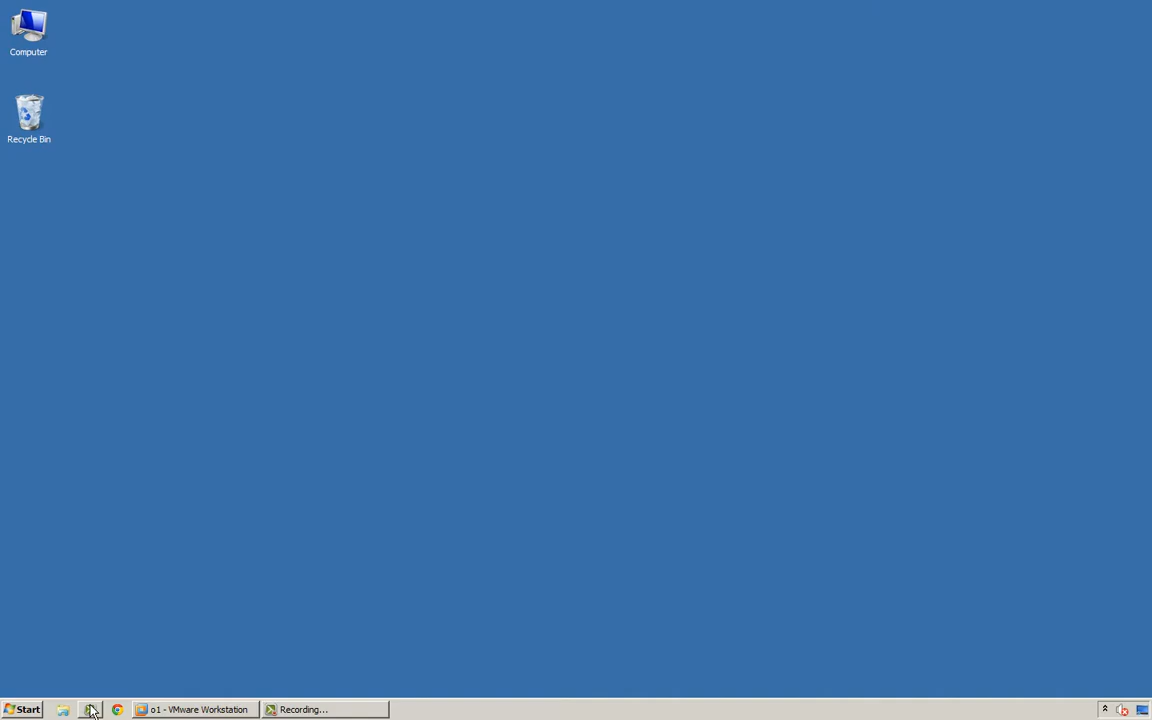 Computer
Recycle Bin
Start
o1 - VMware Workstation
Recording...